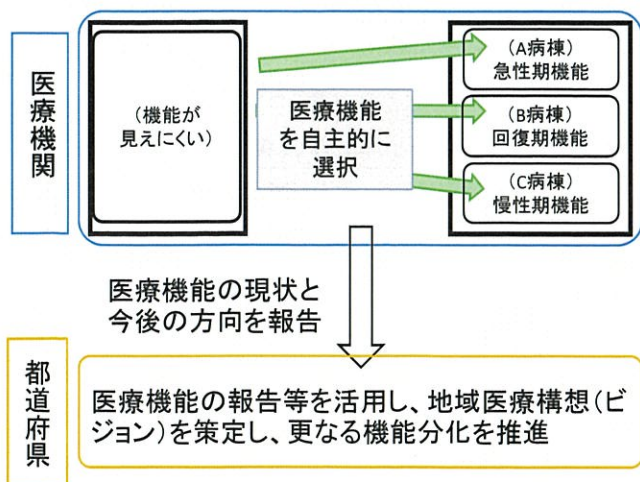 医療機関
(機能が
見えにくい)
医療機能
を自主的に
選択
(A病棟)
急性期機能
(B病棟)
回復期機能
(C病棟)
慢性期機能
医療機能の現状と
今後の方向を報告
都道府県
医療機能の報告等を活用し、地域医療構想(ビ
ジョン)を策定し、更なる機能分化を推進